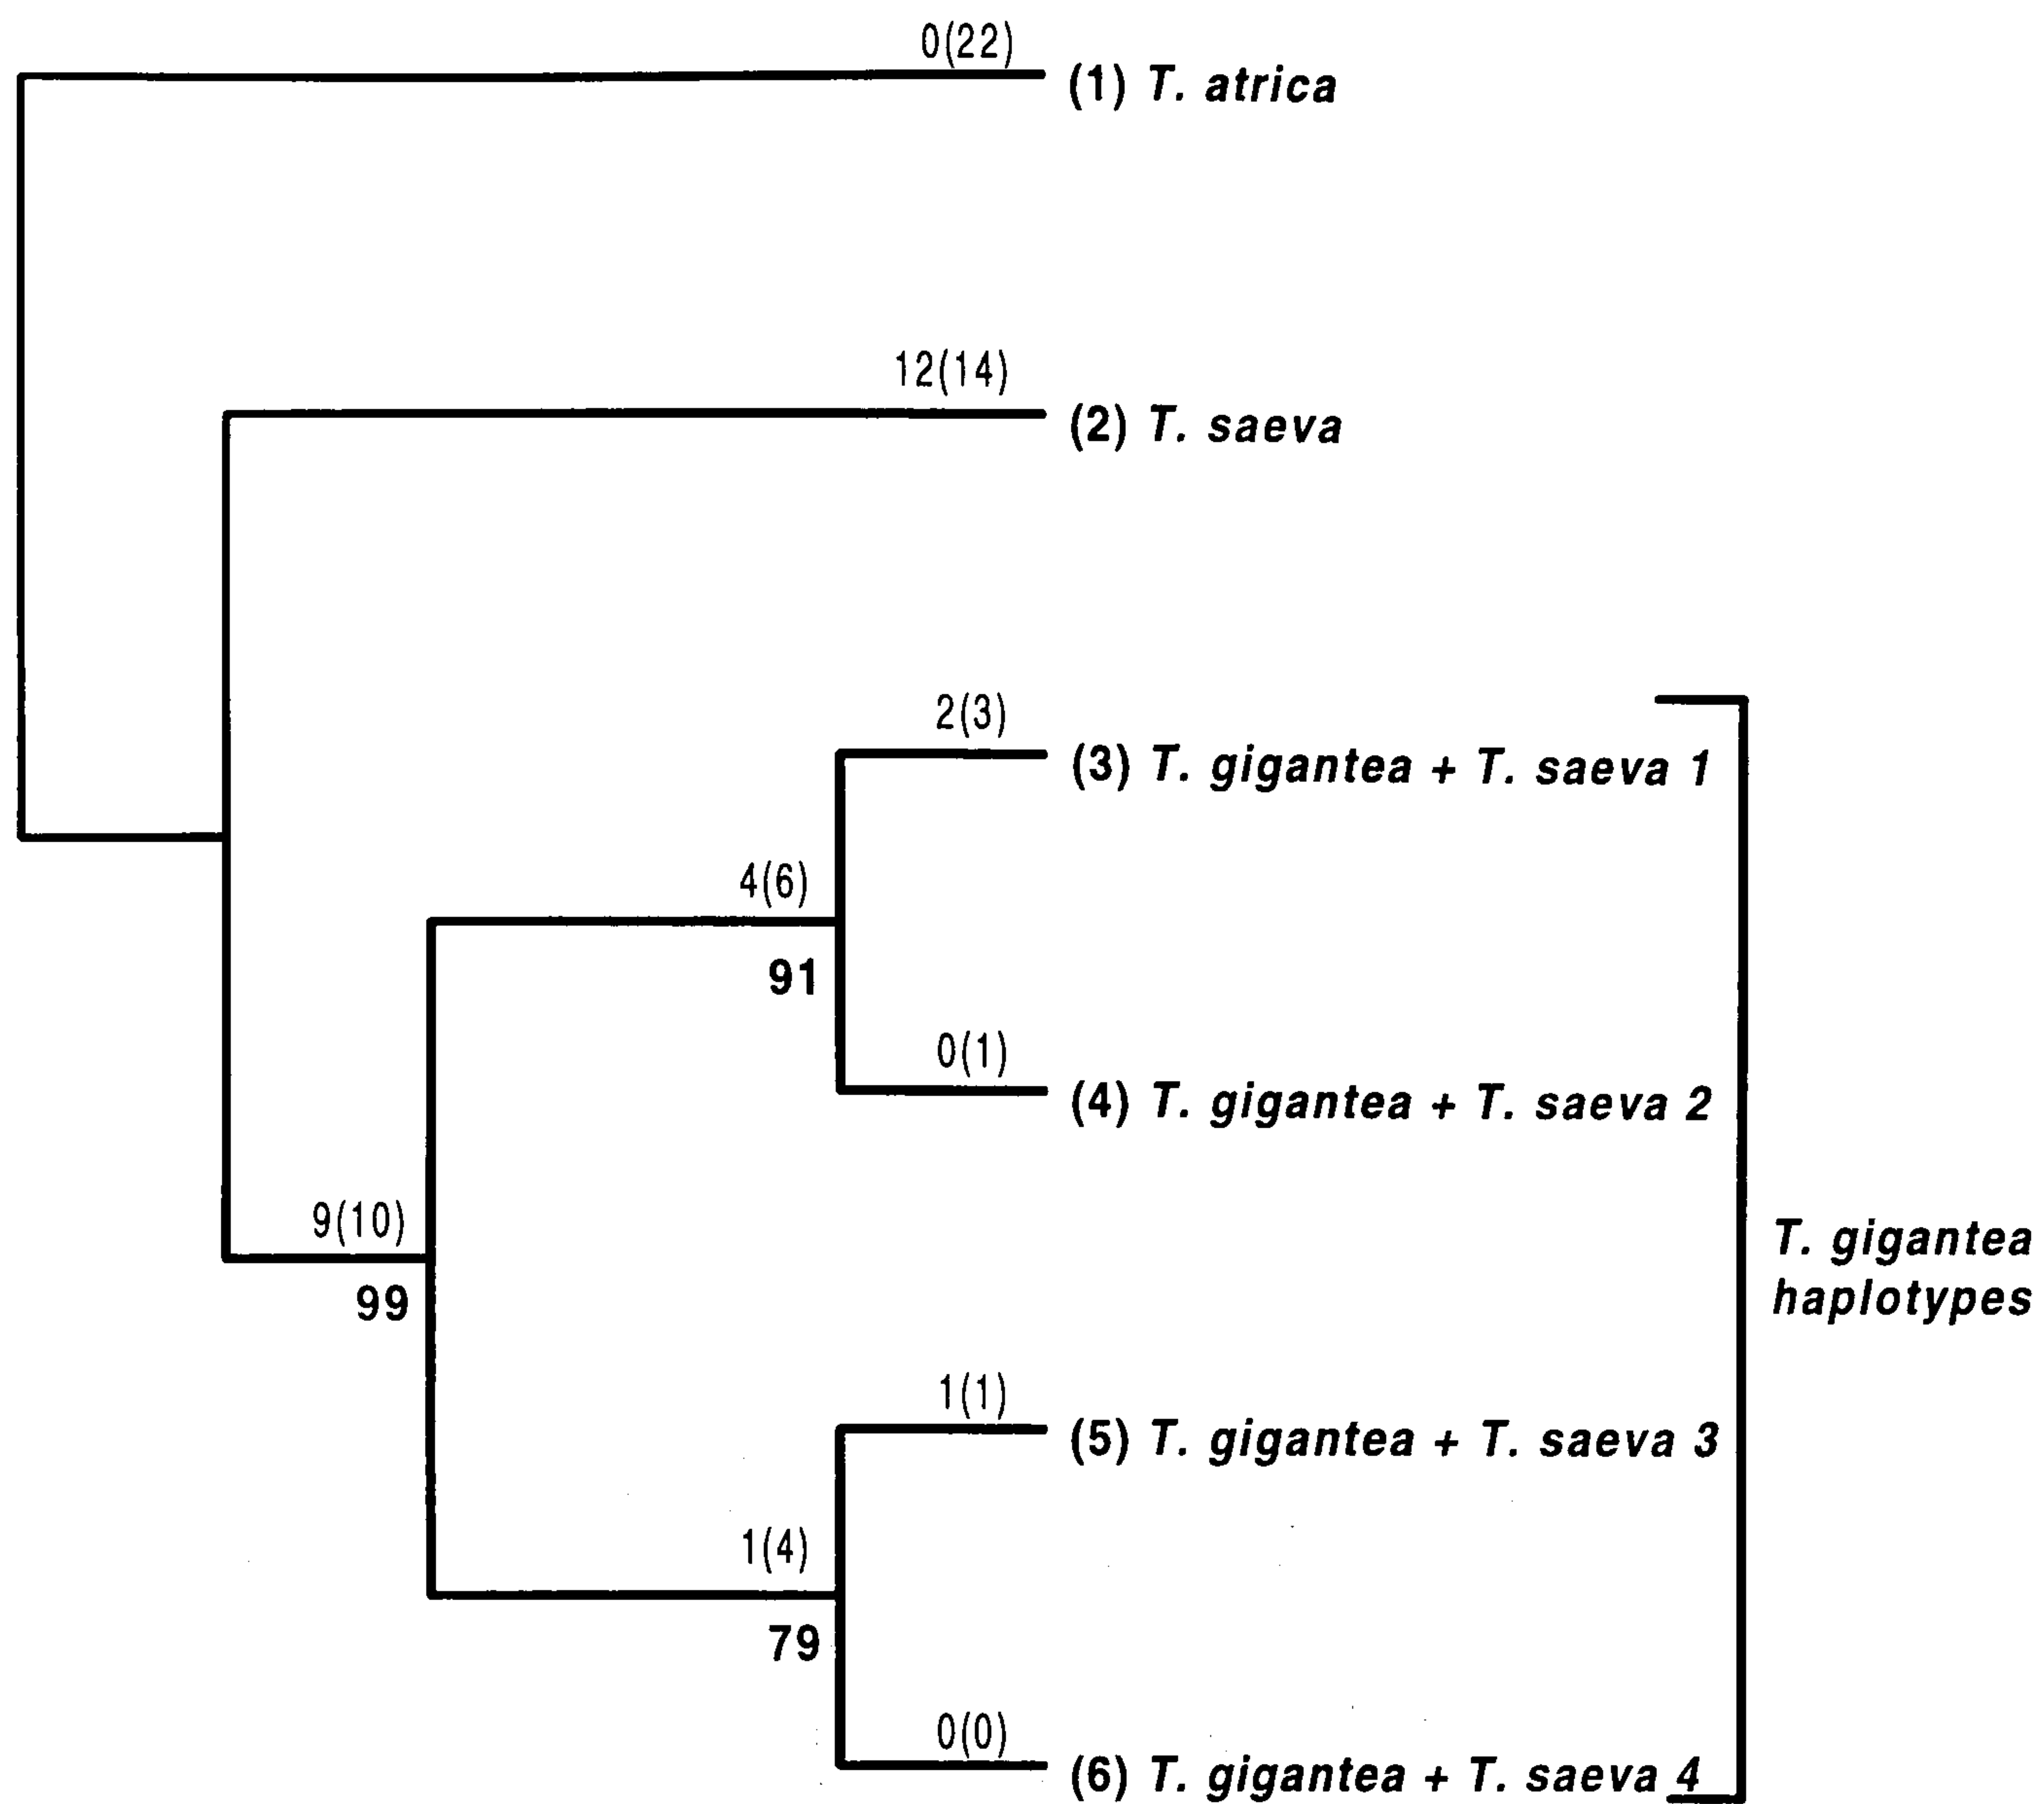 0(22)
(1) T. atrica
12(14)
(2) T. saeva
2(3)
(3) T. gigantea + T. saeva 1
4(6)
91
0(1)
(4) T. gigantea + T. saeva 2
9(10)
99
T. gigantea
haplotypes
1(1)
(5) T. gigantea + T. saeva 3
1(4)
79
0(0)
(6) T. gigantea + T. saeva 4